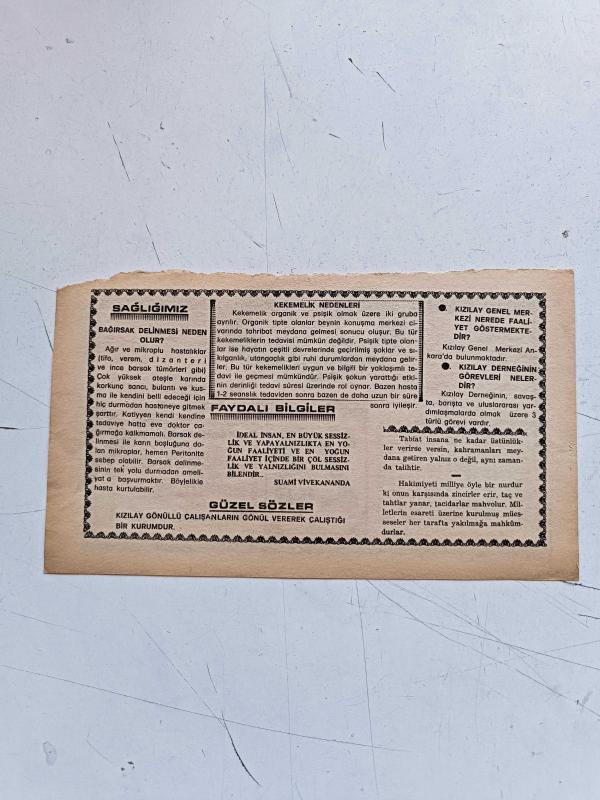 SAĞLIĞIMIZ
BAĞIRSAK DELİNMESİ NEDEN
OLUR?
Ağır ve mikroplu hastalıklar
(tifo, verem, dizanteri
ve ince barsak tümörleri gibi)
Çok yüksek ateşle karında
korkunç sancı, bulantı ve kus-
ma ile kendini belli edeceği için
hiç durmadan hastaneye gitmek
şarttır. Katiyyen kendi kendine
tedaviye hatta eve doktor ça-
ğırmağa kalkmamalı. Barsak de-
linmesi ile karın boşluğuna do-
lan mikroplar, hemen Peritonite
sebep olabilir. Barsak delinme-
sinin tek yolu durmadan ameli-
yat a başvurmaktır. Böylelikle
hasta kurtulabilir.
KEKEMELİK NEDENLERİ
Kekemelik organik ve psişik olmak üzere iki gruba
ayrılır. Organik tipte olanlar beynin konuşma merkezi ci-
varında tahribat meydana gelmesi sonucu oluşur. Bu tür
kekemeliklerin tedavisi mümkün değildir. Psişik tipte olan-
lar ise hayatın çeşitli devrelerinde geçirilmiş şoklar ve sı-
kılganlık, utangaçlık gibi ruhi durumlardan meydana gelir-
ler. Bu tür kekemelikleri uygun ve bilgili bir yaklaşımlı te-
davi ile geçmesi mümkündür. Psişik şokun yarattığı etki-
nin derinliği tedavi süresi üzerinde rol oynar. Bazen hasta
1-2 seanslık tedaviden sonra bazen de daha uzun bir süre
sonra iyileşir.
FAYDALI BİLGİLER
İDEAL İNSAN, EN BÜYÜK SESSİZ-
LİK VE YAPAYALNIZLIKTA EN YO-
ĞUN FAALİYETİ VE EN YOĞUN
FAALİYET İÇİNDE BİR ÇÖL SESSİZ-
LİK VE YALNIZLIĞINI BULMASINI
BİLENDİR..
SUAMİ VİVEKANANDA
GÜZEL SÖZLER
KIZILAY GÖNÜLLÜ ÇALIŞANLARIN GÖNÜL VEREREK ÇALIŞTIĞI
BİR KURUMDUR.
KIZILAY GENEL MER-
KEZİ NEREDE FAALİ-
YET GÖSTERMEKTE-
DİR?
Kızılay Genel Merkezi An-
kara'da bulunmaktadır.
KIZILAY DERNEĞİNİN
GÖREVLERİ NELER-
DİR?
Kızılay Derneğinin, savaş-
ta, barışta ve uluslararası yar-
dımlaşmalarda olmak üzere 3
türlü görevi vardır.
Tabiat insana ne kadar üstünlük-
ler verirse versin, kahramanları mey-
dana getiren yalnız o değil, aynı zaman-
da talihtir.
Hakimiyeti milliye öyle bir nurdur
ki onun karşısında zincirler erir, taç ve
tahtlar yanar, tacidarlar mahvolur. Mil-
letlerin esareti üzerine kurulmuş mües-
seseler her tarafta yıkılmağa mahkûm-
durlar.